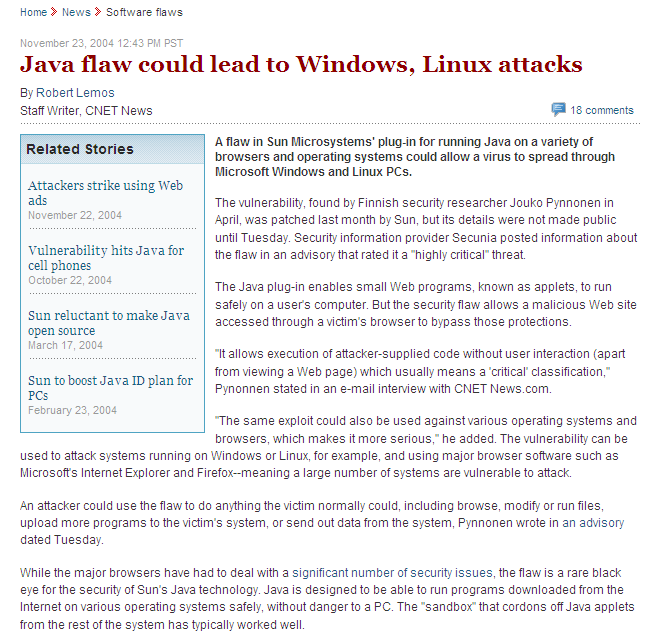 Home > News > Software flaws
November 23, 2004 12:43 PM PST
Java flaw could lead to Windows, Linux attacks
By Robert Lemos
Staff Writer, CNET News
18 comments
Related Stories
Attackers strike using Web
ads
November 22, 2004
Vulnerability hits Java for
cell phones
October 22, 2004
Sun reluctant to make Java
open source
March 17, 2004
Sun to boost Java ID plan for
PCs
February 23, 2004
A flaw in Sun Microsystems' plug-in for running Java on a variety of
browsers and operating systems could allow a virus to spread through
Microsoft Windows and Linux PCs.
The vulnerability, found by Finnish security researcher Jouko Pynnonen in
April, was patched last month by Sun, but its details were not made public
until Tuesday. Security information provider Secunia posted information about
the flaw in an advisory that rated it a "highly critical" threat.
The Java plug-in enables small Web programs, known as applets, to run
safely on a user's computer. But the security flaw allows a malicious Web site
accessed through a victim's browser to bypass those protections.
"It allows execution of attacker-supplied code without user interaction (apart
from viewing a Web page) which usually means a 'critical' classification,"
Pynonnen stated in an e-mail interview with CNET News.com.
"The same exploit could also be used against various operating systems and
browsers, which makes it more serious," he added. The vulnerability can be
used to attack systems running on Windows or Linux, for example, and using major browser software such as
Microsoft's Internet Explorer and Firefox--meaning a large number of systems are vulnerable to attack.
An attacker could use the flaw to do anything the victim normally could, including browse, modify or run files,
upload more programs to the victim's system, or send out data from the system, Pynnonen wrote in an advisory
dated Tuesday.
While the major browsers have had to deal with a significant number of security issues, the flaw is a rare black
eye for the security of Sun's Java technology. Java is designed to be able to run programs downloaded from the
Internet on various operating systems safely, without danger to a PC. The "sandbox" that cordons off Java applets
from the rest of the system has typically worked well.